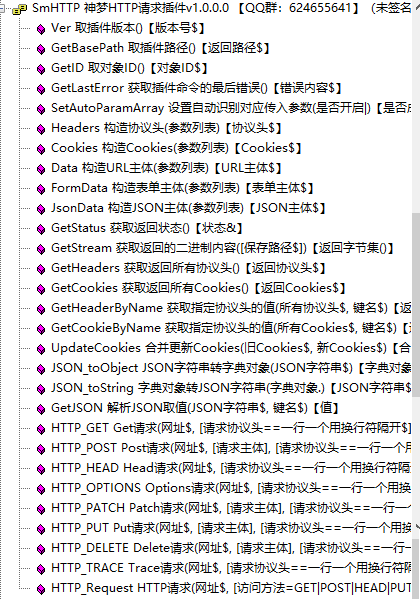 SmHTTP 神梦HTTP请求插件v1.0.0.0 【QQ群：624655641】 (未签名
Ver 取插件版本()【版本号$】
GetBasePath 取插件路径()【返回路径$】
GetID 取对象ID()【对象ID$】
GetLastError 获取插件命令的最后错误()【错误内容$】
SetAutoParamArray 设置自动识别对应传入参数(是否开启|)【是否成
Headers 构造协议头(参数列表)【协议头$】
Cookies 构造Cookies(参数列表)【Cookies$】
Data 构造URL主体(参数列表)【URL主体$】
FormData 构造表单主体(参数列表)【表单主体$】
JsonData 构造JSON主体(参数列表)【JSON主体$】
GetStatus 获取返回状态()【状态&】
GetStream 获取返回的二进制内容([保存路径$])【返回字节集()】
GetHeaders 获取返回所有协议头()【返回协议头$】
GetCookies 获取返回所有Cookies()【返回Cookies$】
GetHeaderByName 获取指定协议头的值(所有协议头$, 键名$)【返
GetCookieByName 获取指定协议头的值(所有Cookies$, 键名$)【
UpdateCookies 合并更新Cookies(旧Cookies$, 新Cookies$)【合
JSON_toObject JSON字符串转字典对象(JSON字符串$)【字典对象
JSON_toString 字典对象转JSON字符串(字典对象.)【JSON字符串$
GetJSON 解析JSON取值(JSON字符串$, 键名$)【值】
HTTP_GET Get请求(网址$, [请求协议头==一行一个用换行符隔开$]
HTTP_POST Post请求(网址$, [请求主体], [请求协议头==一行一个用
HTTP_HEAD Head请求(网址$, [请求协议头==一行一个用换行符隔
HTTP_OPTIONS Options请求(网址$, [请求协议头==一行一个用换
HTTP_PATCH Patch请求(网址$, [请求主体], [请求协议头==一行一
HTTP_PUT Put请求(网址$, [请求主体], [请求协议头==一行一个用换
HTTP_DELETE Delete请求(网址$, [请求主体], [请求协议头==一行
HTTP_TRACE Trace请求(网址$, [请求协议头==一行一个用换行符
HTTP_Request HTTP请求(网址$, [访问方法=GET|POST|HEAD|PUT